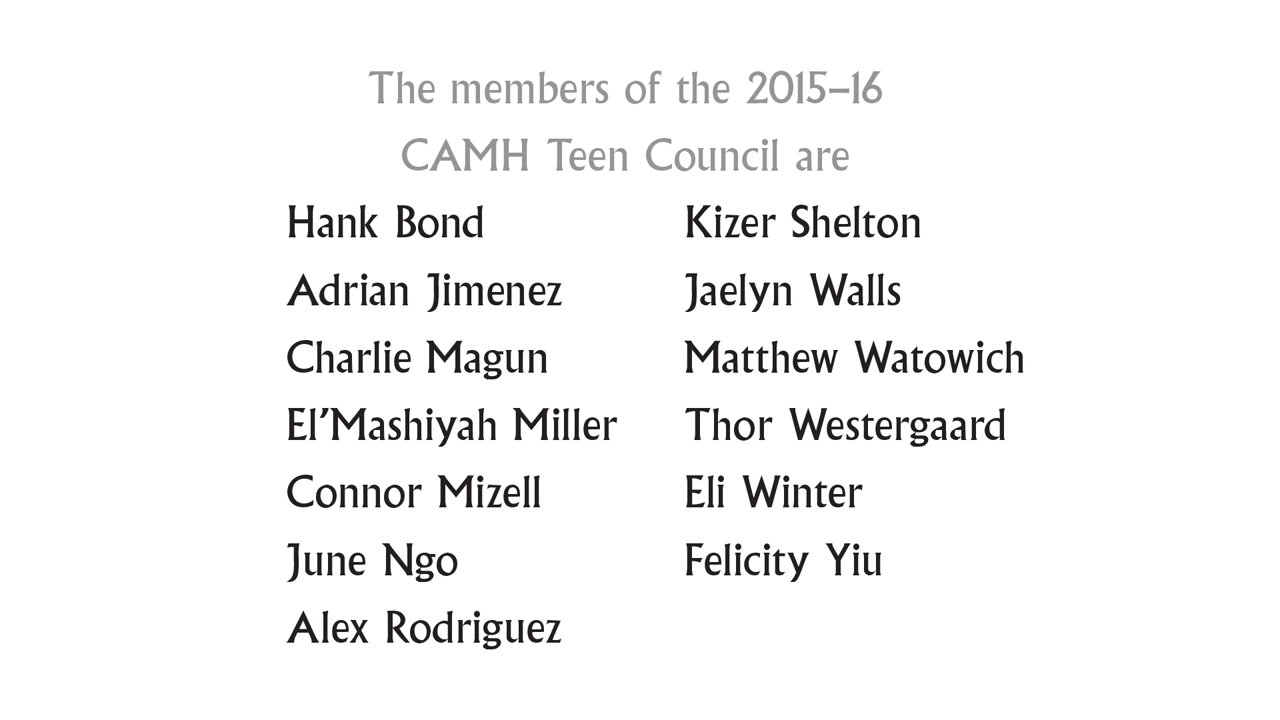 The members of the 2015–16
CAMH Teen Council are
Hank Bond
Adrian Jimenez
Charlie Magun
El’Mashiyah Miller
Connor Mizell
June Ngo
Alex Rodriguez
Kizer Shelton
Jaelyn Walls
Matthew Watowich
Thor Westergaard
Eli Winter
Felicity Yiu